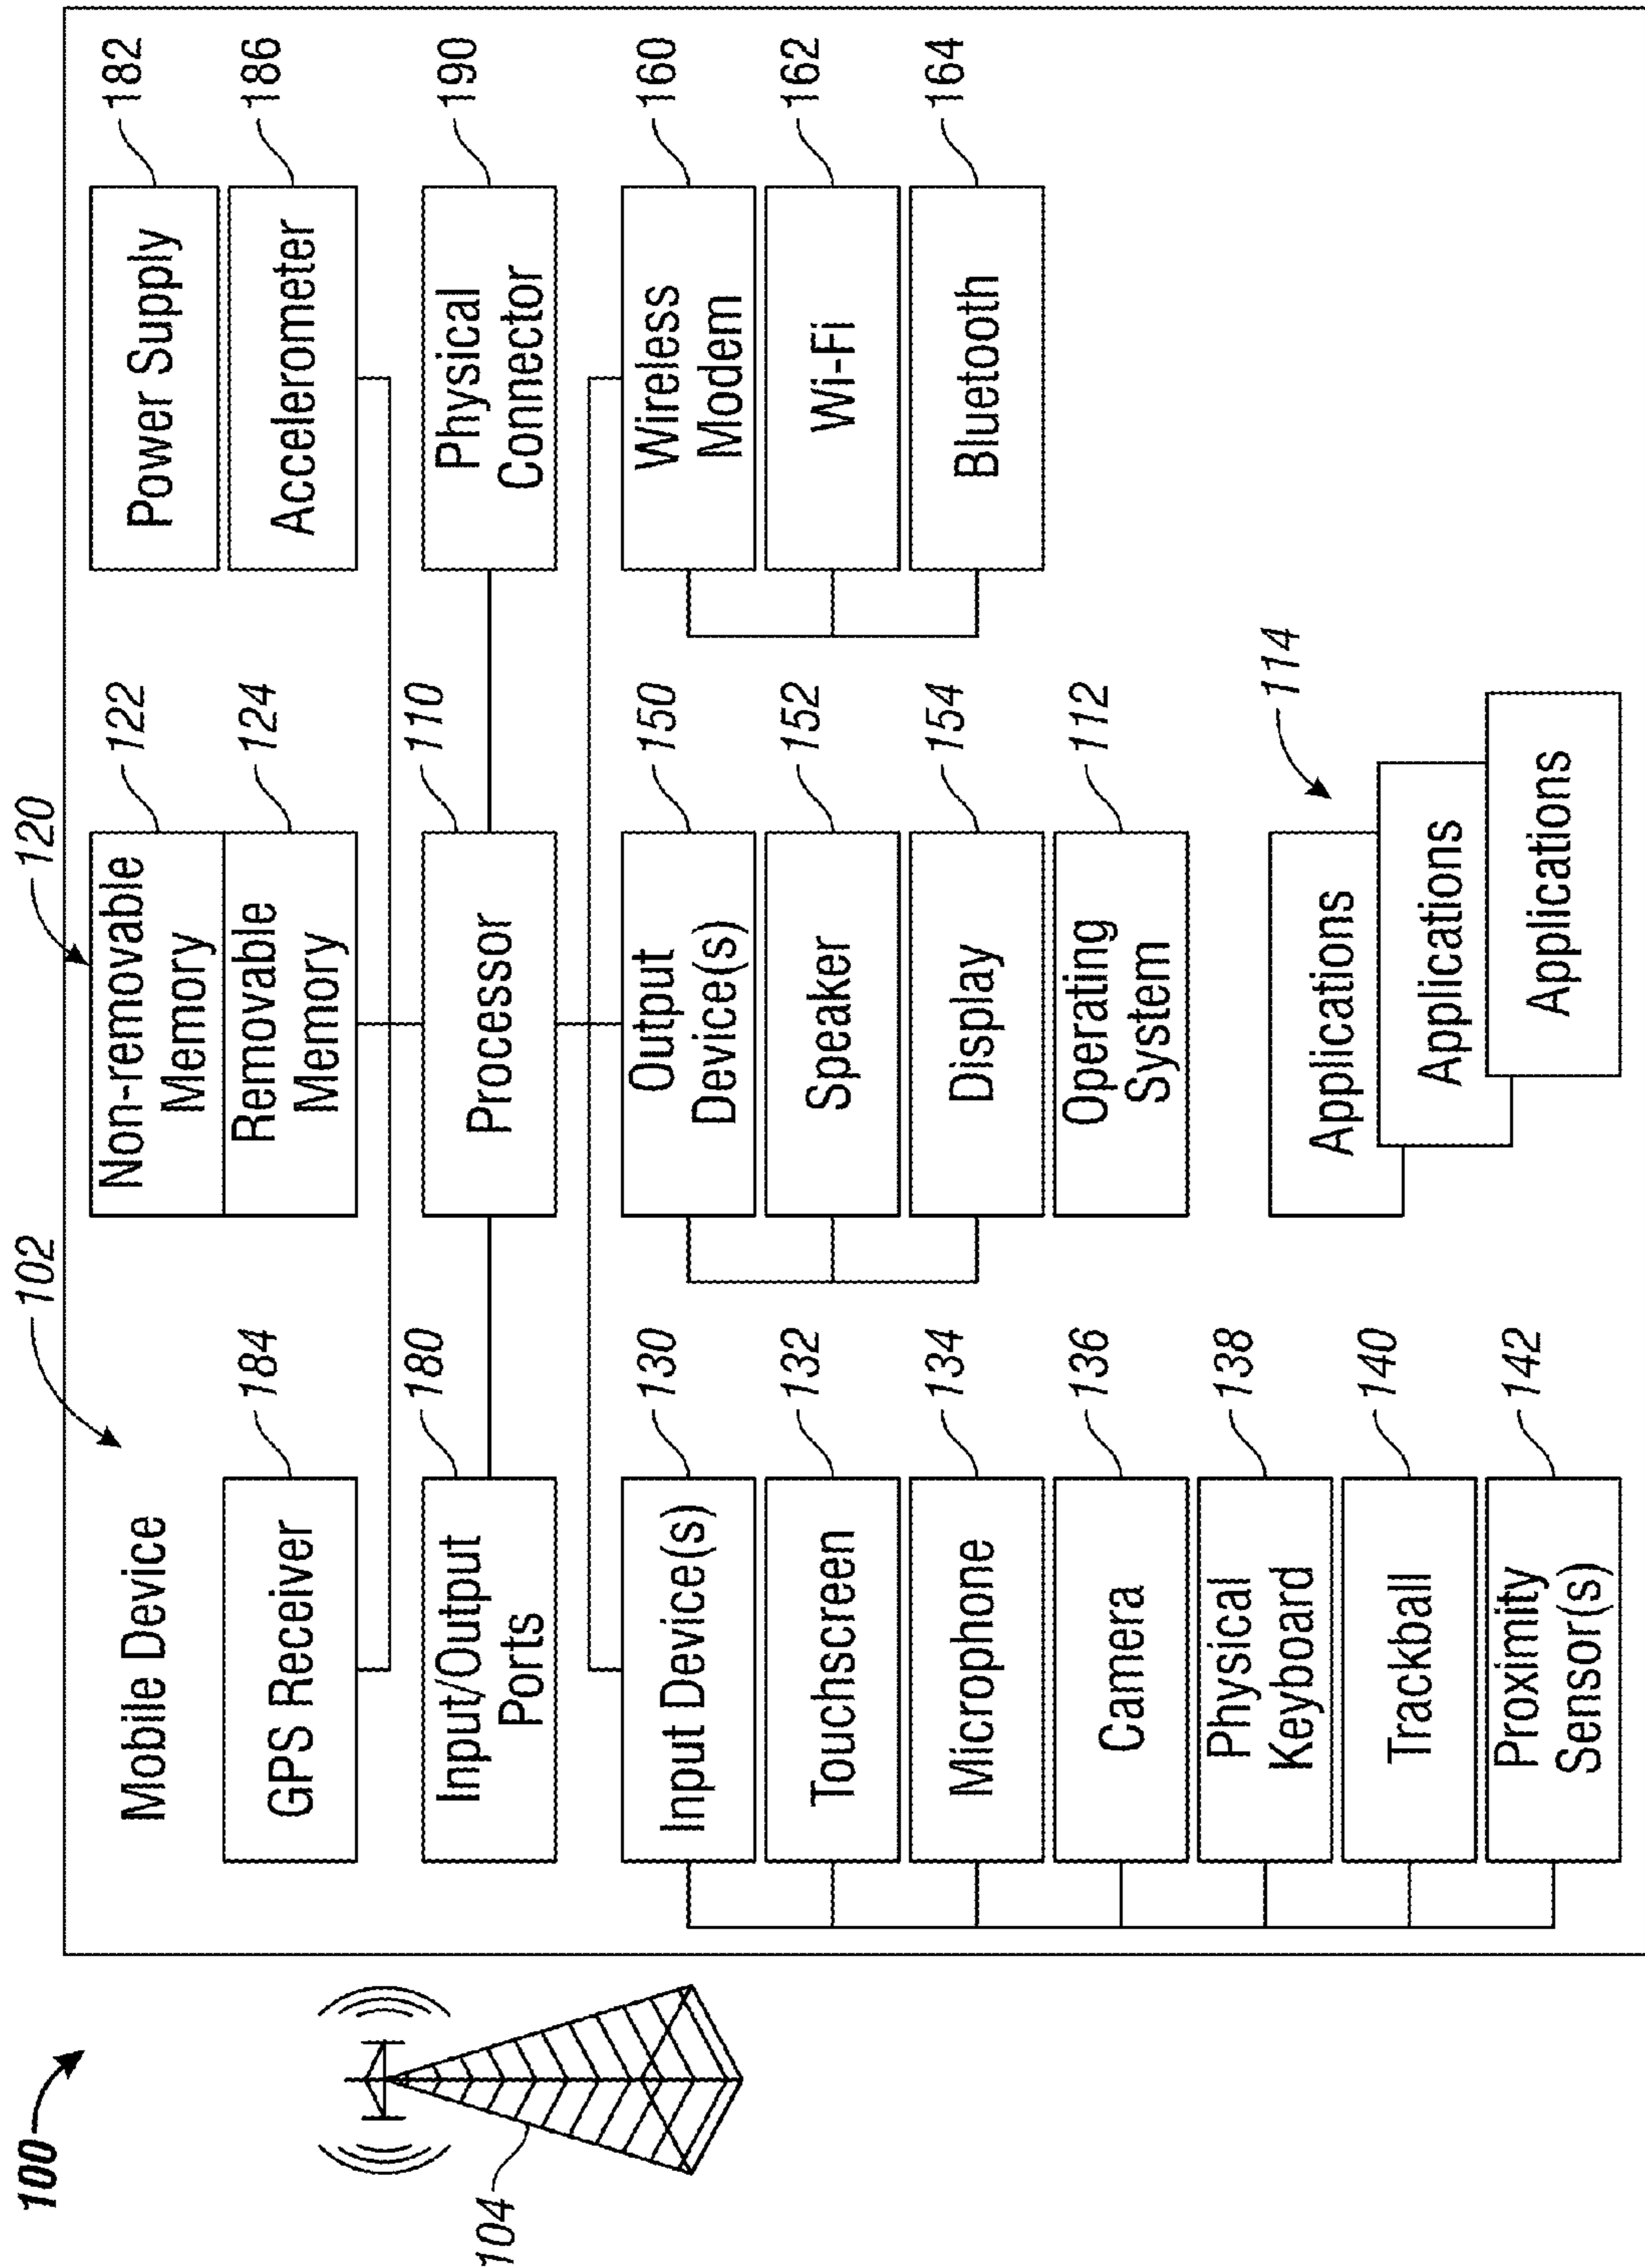 100
104
102
Mobile Device
120
Non-removable
Memory
122
Power Supply
182
GPS Receiver
184
Removable
Memory
124
Accelerometer
186
Input/Output
Ports
180
Processor
110
Physical
Connector
190
Input Device(s)
130
Output
Device(s)
150
Wireless
Modem
160
Touchscreen
132
Speaker
152
Wi-Fi
162
Microphone
134
Display
154
Bluetooth
164
Camera
136
Operating
System
112
Physical
Keyboard
138
114
Applications
Trackball
140
Applications
Proximity
Sensor(s)
142
Applications